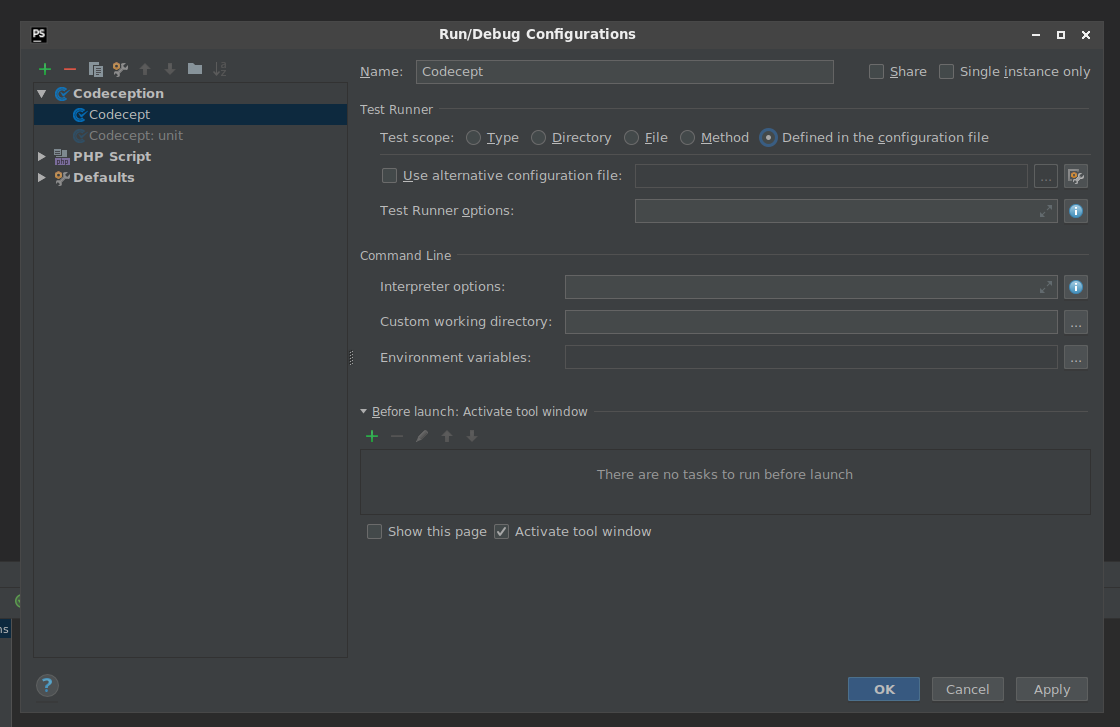 PS
Run/Debug Configurations
Name: Codecept Share Single instance only
Codeception
Codecept
Codecept: unit
PHP Script
Defaults
Test Runner
Test scope: Type Directory File Method Defined in the configuration file
Use alternative configuration file: ...
Test Runner options:
Command Line
Interpreter options:
Custom working directory: ...
Environment variables: ...
Before launch: Activate tool window
There are no tasks to run before launch
Show this page Activate tool window
ns
? OK Cancel Apply